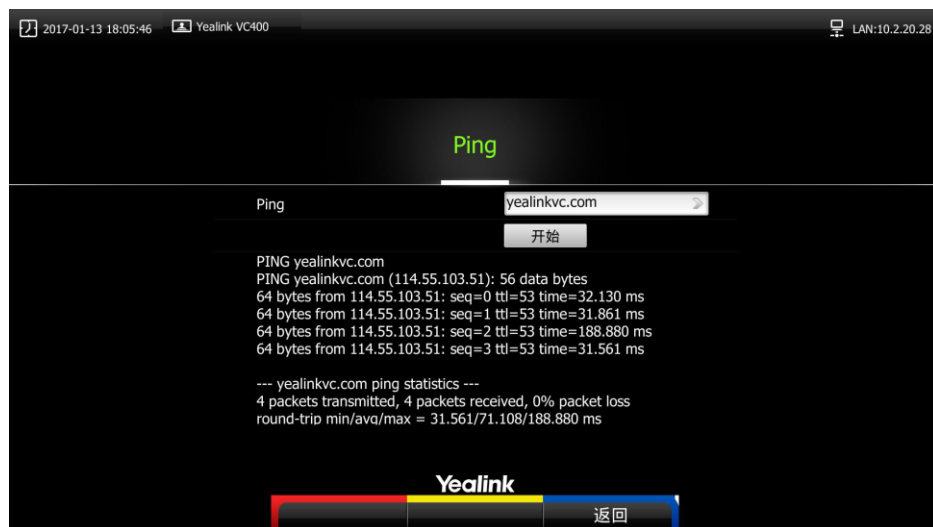 2017-01-13 18:05:46 Yealink VC400 LAN:10.2.20.28
Ping
Ping yealinkvc.com
开始
PING yealinkvc.com
PING yealinkvc.com (114.55.103.51): 56 data bytes
64 bytes from 114.55.103.51: seq=0 ttl=53 time=32.130 ms
64 bytes from 114.55.103.51: seq=1 ttl=53 time=31.861 ms
64 bytes from 114.55.103.51: seq=2 ttl=53 time=188.880 ms
64 bytes from 114.55.103.51: seq=3 ttl=53 time=31.561 ms
--- yealinkvc.com ping statistics ---
4 packets transmitted, 4 packets received, 0% packet loss
round-trip min/avg/max = 31.561/71.108/188.880 ms
Yealink
返回